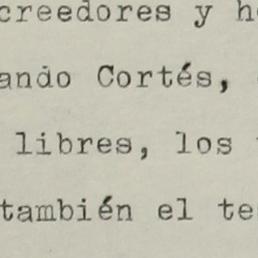 creedores y h
ando Cortés,
libres, los
también el te